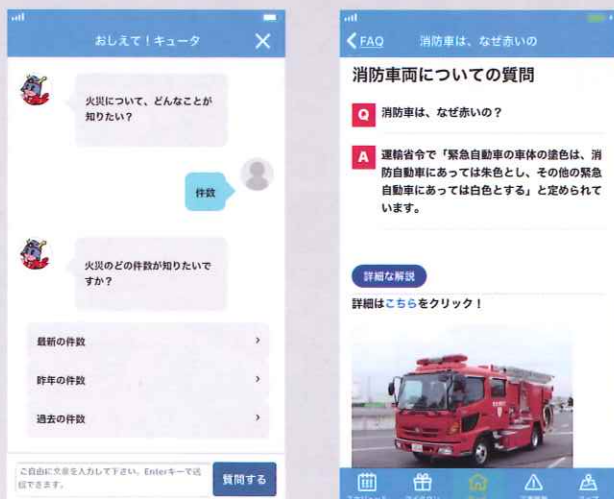 おしえて！キュータ
火災について、どんなことが
知りたい？
件数
火災のどの件数が知りたいで
すか？
最新の件数
昨年の件数
過去の件数
ご自由に文章を入力して下さい。Enterキーで送
信できます。
質問する
FAQ
消防車は、なぜ赤いの
消防車両についての質問
Q 消防車は、なぜ赤いの？
A 運輸省令で「緊急自動車の車体の塗色は、消
防自動車にあっては朱色とし、その他の緊急
自動車にあっては白色とする」と定められて
います。
詳細な解説
詳細はこちらをクリック！